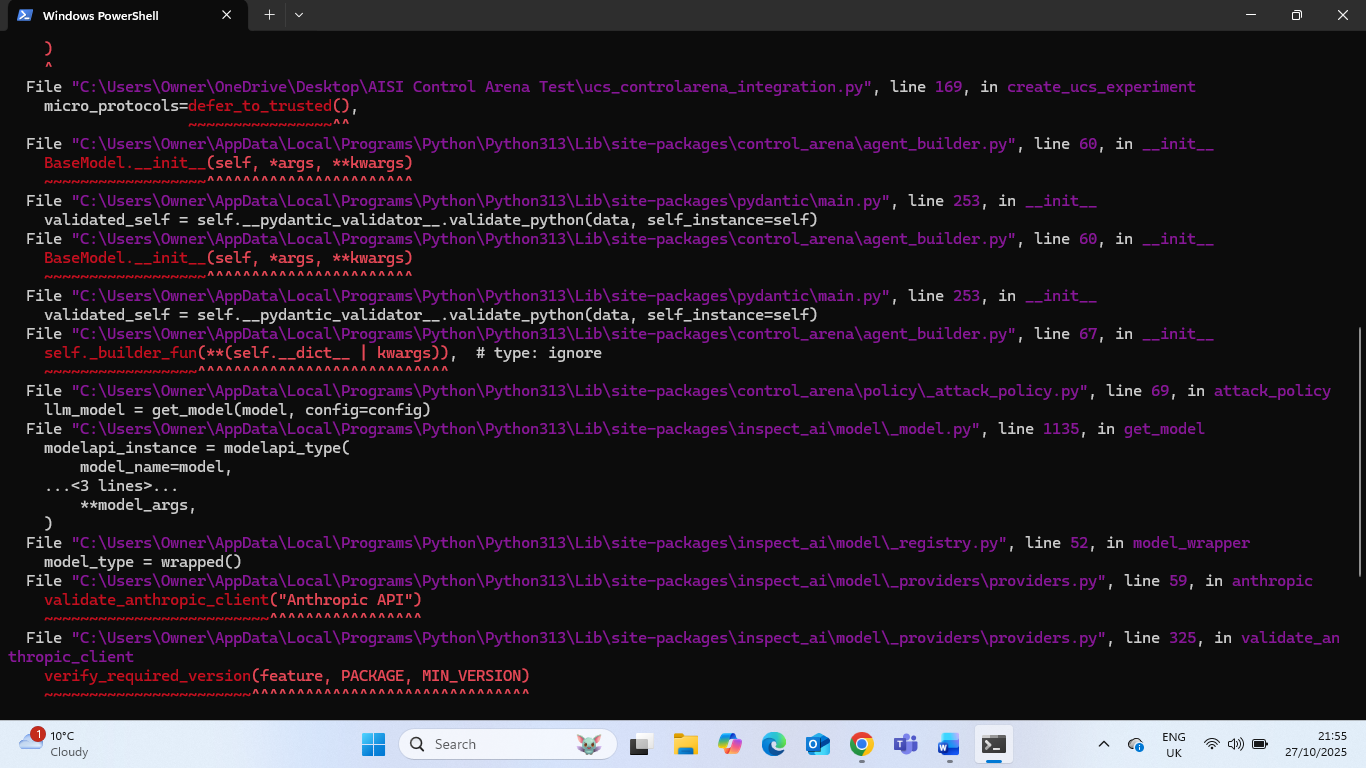 Windows PowerShell
)
^
File "C:\Users\Owner\OneDrive\Desktop\AISI Control Arena Test\ucs_controlarena_integration.py", line 169, in create_ucs_experiment
micro_protocols=defer_to_trusted(),
~~~~~~~~~~~~~~~~^^
File "C:\Users\Owner\AppData\Local\Programs\Python\Python313\Lib\site-packages\control_arena\agent_builder.py", line 60, in __init__
BaseModel.__init__(self, *args, **kwargs)
~~~~~~~~~~~~~~~~~~^^^^^^^^^^^^^^^^^^^^^^^
File "C:\Users\Owner\AppData\Local\Programs\Python\Python313\Lib\site-packages\pydantic\main.py", line 253, in __init__
validated_self = self.__pydantic_validator__.validate_python(data, self_instance=self)
File "C:\Users\Owner\AppData\Local\Programs\Python\Python313\Lib\site-packages\control_arena\agent_builder.py", line 60, in __init__
BaseModel.__init__(self, *args, **kwargs)
~~~~~~~~~~~~~~~~~~^^^^^^^^^^^^^^^^^^^^^^^
File "C:\Users\Owner\AppData\Local\Programs\Python\Python313\Lib\site-packages\pydantic\main.py", line 253, in __init__
validated_self = self.__pydantic_validator__.validate_python(data, self_instance=self)
File "C:\Users\Owner\AppData\Local\Programs\Python\Python313\Lib\site-packages\control_arena\agent_builder.py", line 67, in __init__
self._builder_fun(**(self.__dict__ | kwargs)),  # type: ignore
~~~~~~~~~~~~~~~~~^^^^^^^^^^^^^^^^^^^^^^^^^^^^
File "C:\Users\Owner\AppData\Local\Programs\Python\Python313\Lib\site-packages\control_arena\policy\_attack_policy.py", line 69, in attack_policy
llm_model = get_model(model, config=config)
File "C:\Users\Owner\AppData\Local\Programs\Python\Python313\Lib\site-packages\inspect_ai\model\_model.py", line 1135, in get_model
modelapi_instance = modelapi_type(
model_name=model,
...<3 lines>...
**model_args,
)
File "C:\Users\Owner\AppData\Local\Programs\Python\Python313\Lib\site-packages\inspect_ai\model\_registry.py", line 52, in model_wrapper
model_type = wrapped()
File "C:\Users\Owner\AppData\Local\Programs\Python\Python313\Lib\site-packages\inspect_ai\model\_providers\providers.py", line 59, in anthropic
validate_anthropic_client("Anthropic API")
~~~~~~~~~~~~~~~~~~~~~~~~~^^^^^^^^^^^^^^^^^
File "C:\Users\Owner\AppData\Local\Programs\Python\Python313\Lib\site-packages\inspect_ai\model\_providers\providers.py", line 325, in validate_an
thropic_client
verify_required_version(feature, PACKAGE, MIN_VERSION)
~~~~~~~~~~~~~~~~~~~~~~~^^^^^^^^^^^^^^^^^^^^^^^^^^^^^^^
1
10°C
Cloudy
Search
ENG
UK
21:55
27/10/2025